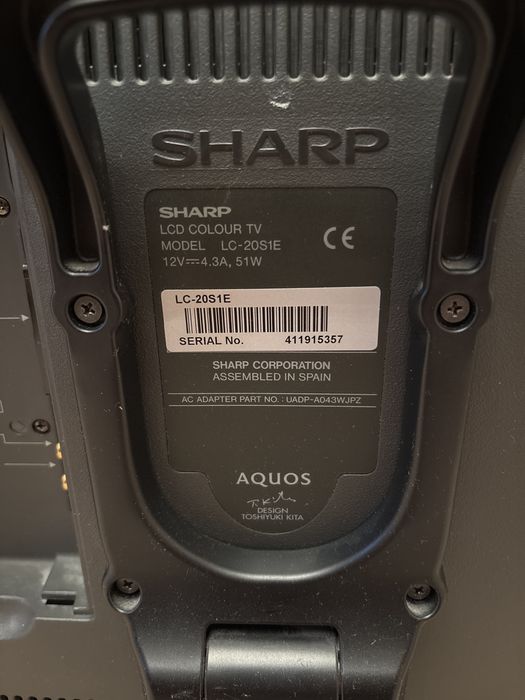 SHARP
SHARP
LCD COLOUR TV
MODEL LC-20S1E
12V⎓4.3A, 51W
CE
LC-20S1E
SERIAL No. 411915357
SHARP CORPORATION
ASSEMBLED IN SPAIN
AC ADAPTER PART NO. : UADP-A043WJPZ
AQUOS
T. Kita
DESIGN
TOSHIYUKI KITA